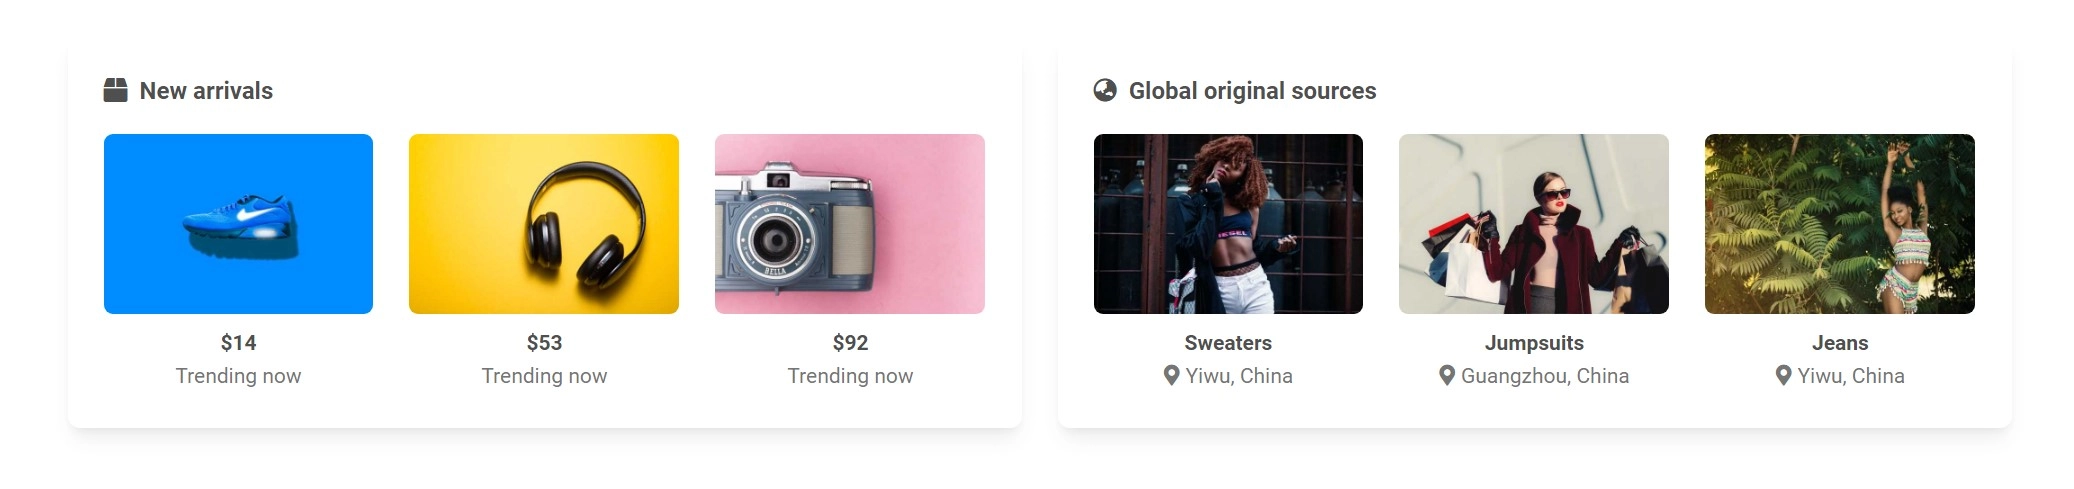 New arrivals
$14
Trending now
$53
Trending now
BELLA
$92
Trending now
Global original sources
Sweaters
Yiwu, China
Jumpsuits
Guangzhou, China
Jeans
Yiwu, China